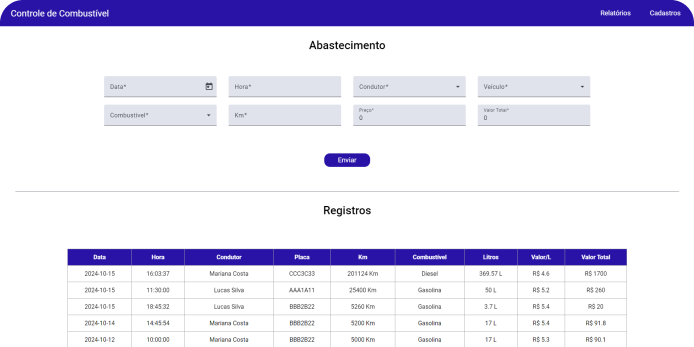 Controle de Combustível Relatórios Cadastros
Abastecimento
Data* Hora* Condutor* Veículo*
Combustível* Km* Preço* 0 Valor Total* 0
Enviar
Registros
Data Hora Condutor Placa Km Combustível Litros Valor/L Valor Total
2024-10-15 16:03:37 Mariana Costa CCC3C33 201124 Km Diesel 369.57 L R$ 4.6 R$ 1700
2024-10-15 11:30:00 Lucas Silva AAA1A11 25400 Km Gasolina 50 L R$ 5.2 R$ 260
2024-10-15 18:45:32 Lucas Silva BBB2B22 5260 Km Gasolina 3.7 L R$ 5.4 R$ 20
2024-10-14 14:45:54 Mariana Costa BBB2B22 5200 Km Gasolina 17 L R$ 5.4 R$ 91.8
2024-10-12 10:00:00 Mariana Costa BBB2B22 5000 Km Gasolina 17 L R$ 5.3 R$ 90.1